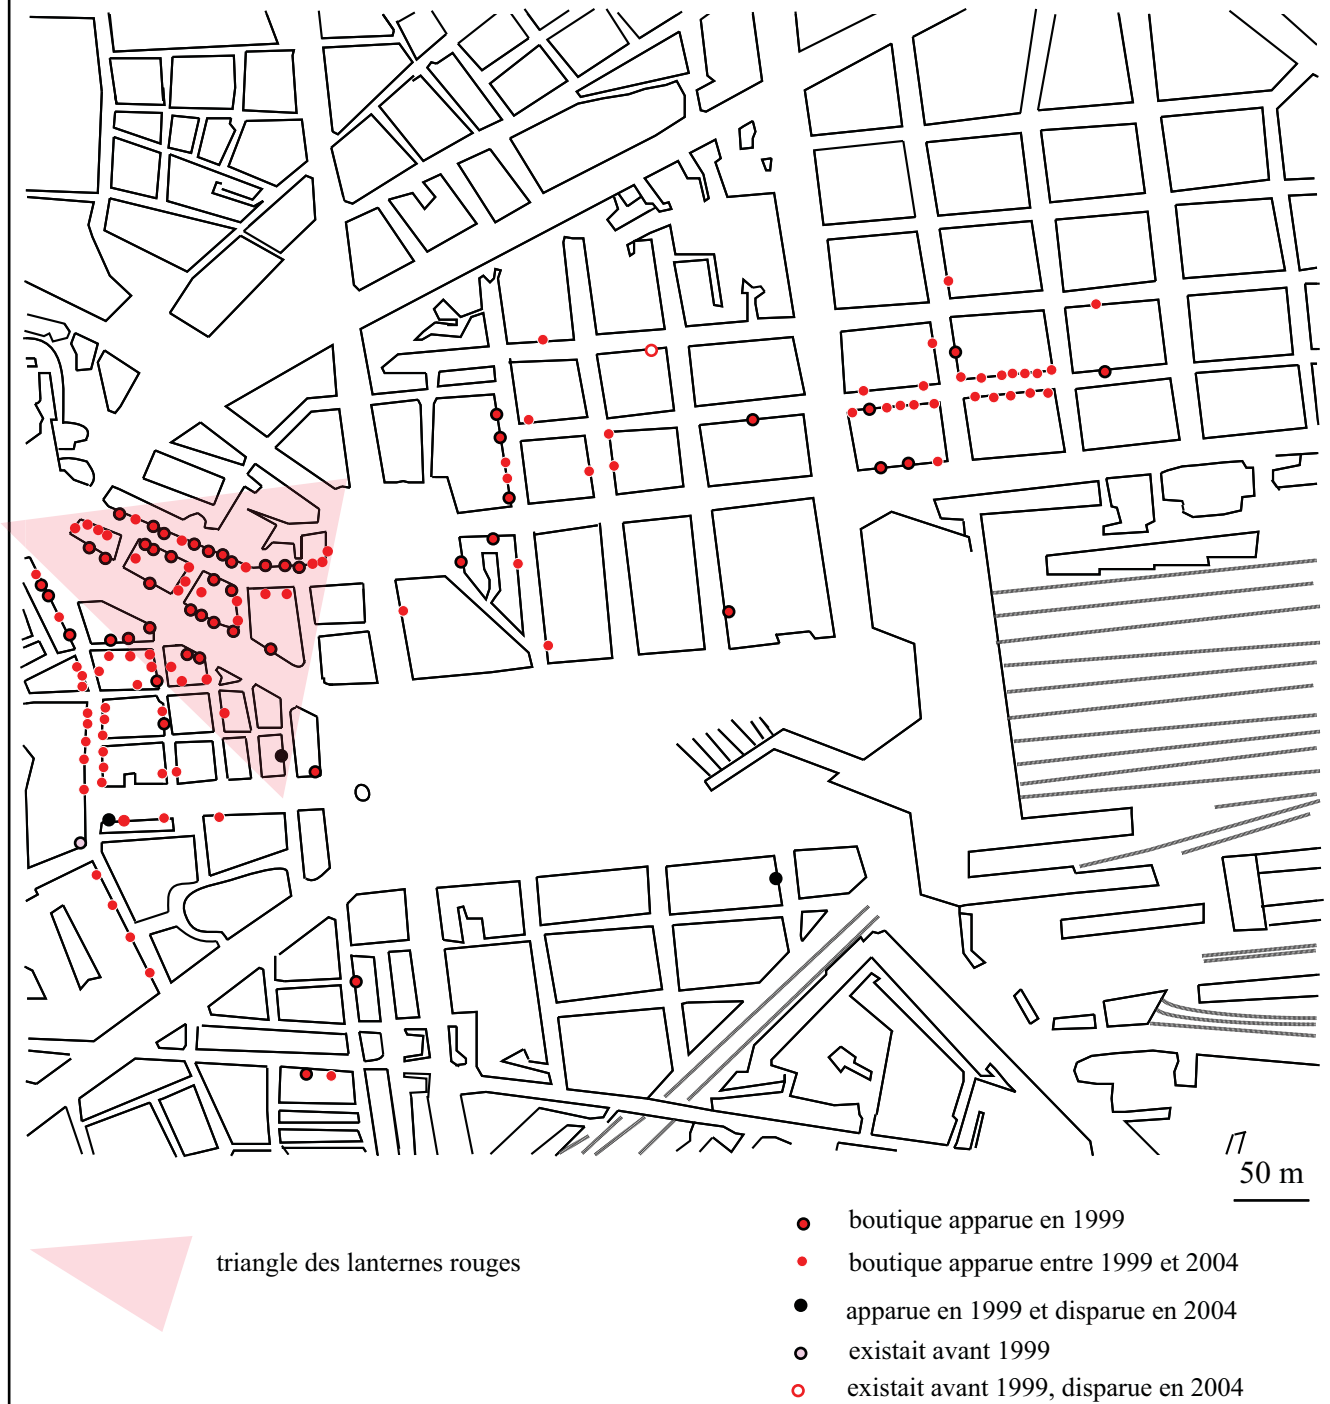 50 m
triangle des lanternes rouges
boutique apparue en 1999
boutique apparue entre 1999 et 2004
apparue en 1999 et disparue en 2004
existait avant 1999
existait avant 1999, disparue en 2004